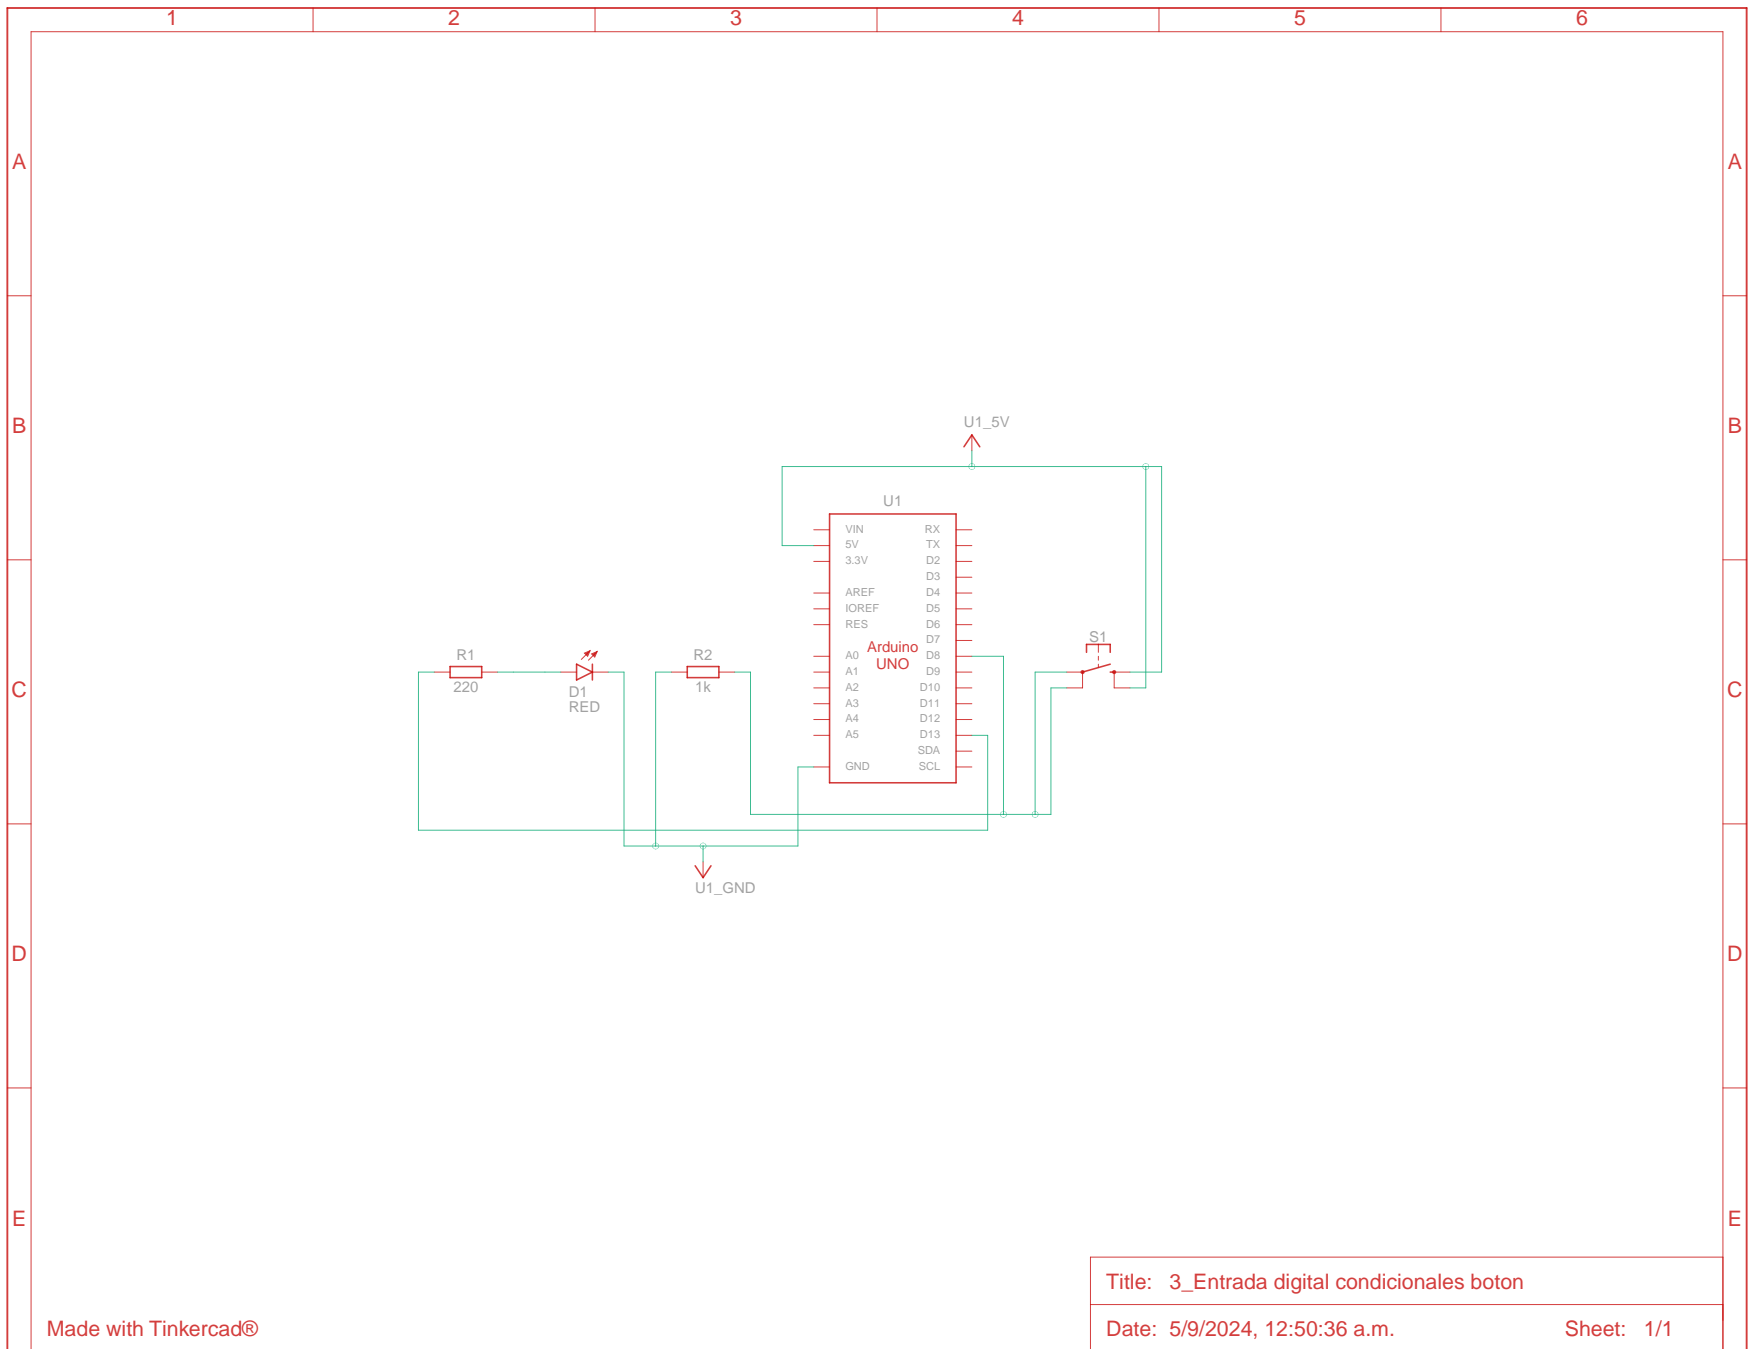 1 2 3 4 5 6
A A
B B
U1_5V
U1
VIN RX
5V TX
3.3V D2
D3
AREF D4
IOREF D5
RES D6
D7
A0 D8
A1 D9
A2 D10
A3 D11
A4 D12
A5 D13
SDA
GND SCL
Arduino
UNO
S1
R1
220
D1
RED
R2
1k
C C
U1_GND
D D
E E
Title: 3_Entrada digital condicionales boton
Made with Tinkercad®
Date: 5/9/2024, 12:50:36 a.m. Sheet: 1/1